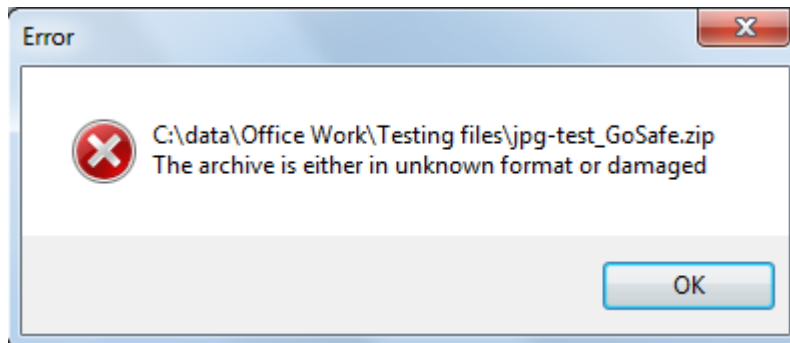 Error
C:\data\Office Work\Testing files\jpg-test_GoSafe.zip
The archive is either in unknown format or damaged
OK